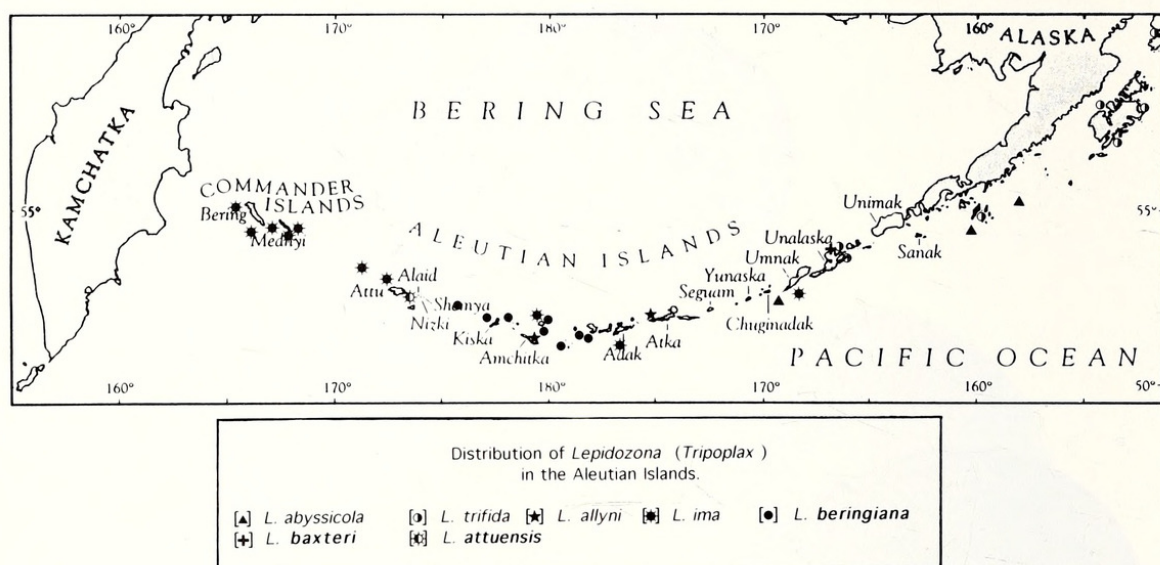 160° 170° 180° 170° 160° ALASKA
BERING SEA
KAMCHATKA
COMMANDER
ISLANDS
Bering
Mednyi
55° 55°
ALEUTIAN ISLANDS
Unimak
Unalaska
Sanak
Umnak
Yunaska
Seguam
Chuginadak
Alaid
Attu
Shemya
Nizki
Kiska
Amchitka
Adak
Atka
PACIFIC OCEAN
160° 170° 180° 170° 160° 50°
Distribution of Lepidozona (Tripoplax)
in the Aleutian Islands.
[▲] L. abyssicola [◑] L. trifida [★] L. allyni [✸] L. ima [●] L. beringiana
[✚] L. baxteri [◐] L. attuensis